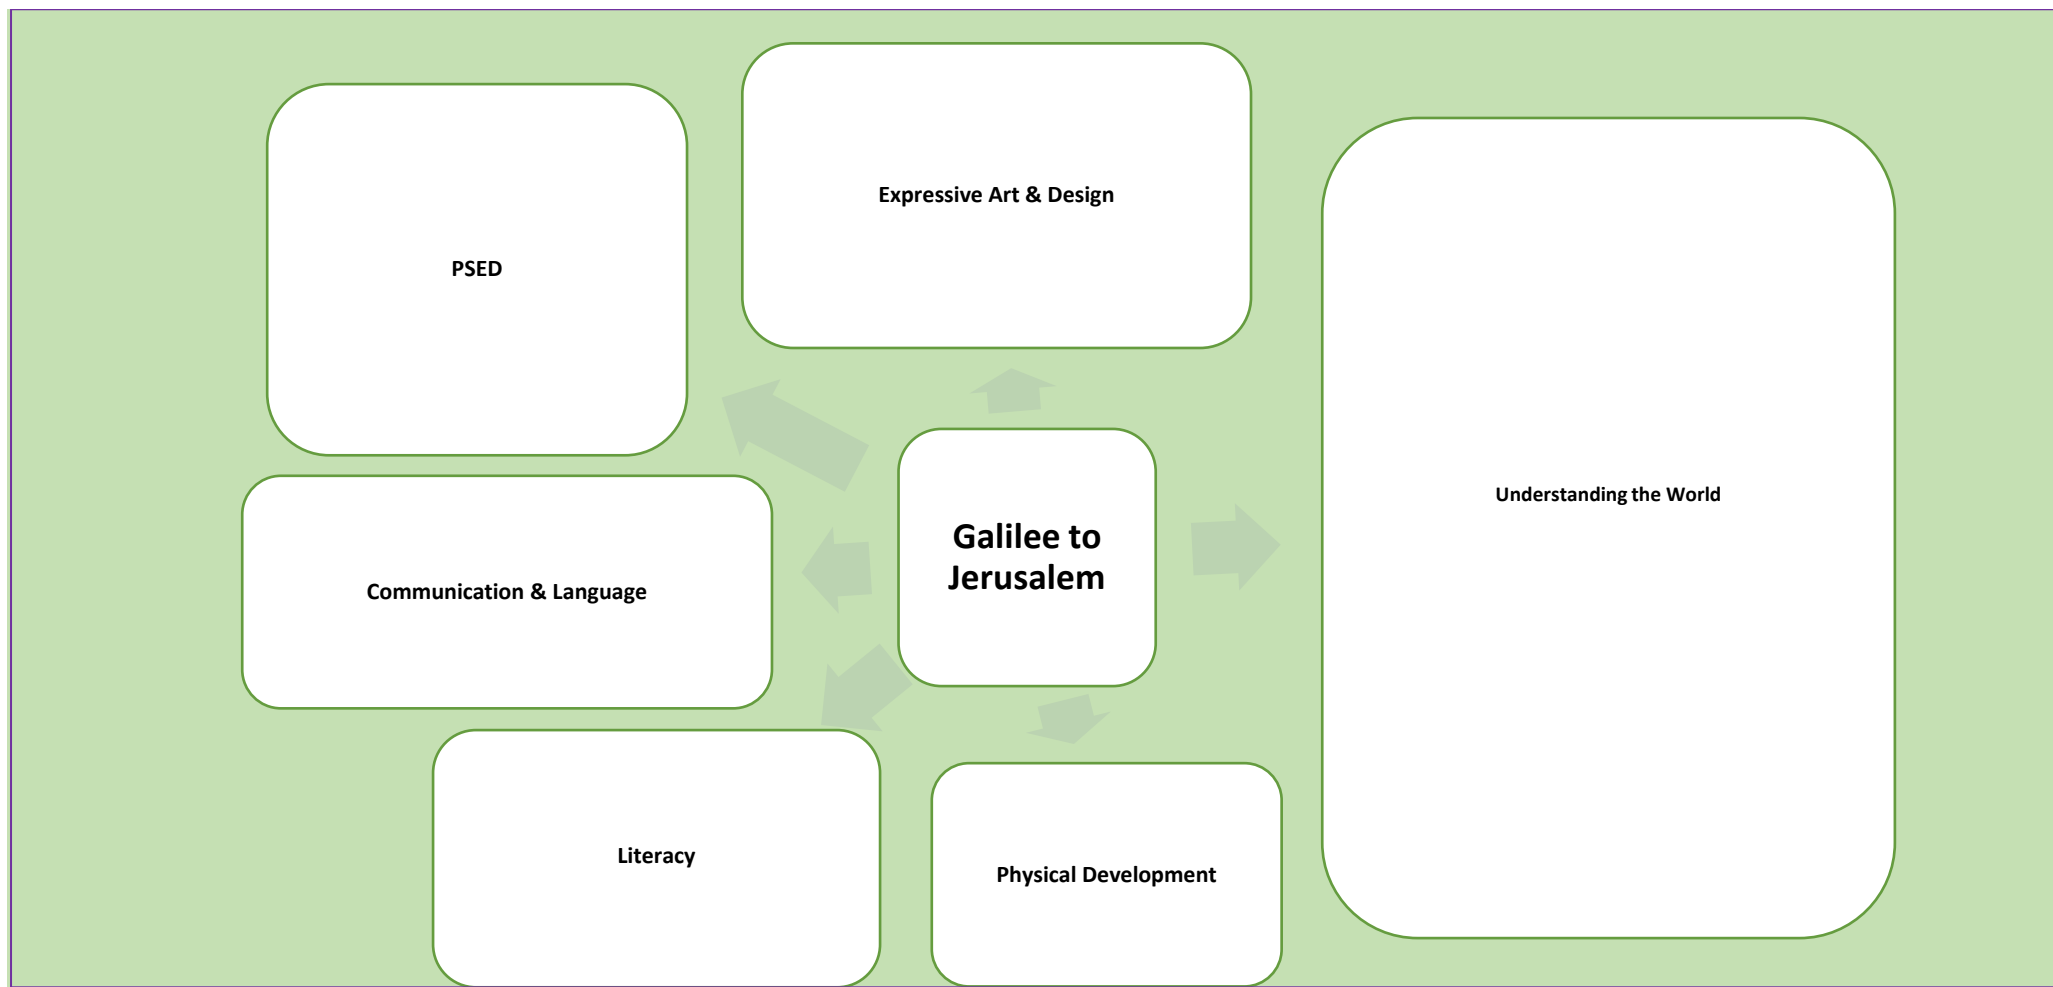 Expressive Art & Design
PSED
Understanding the World
Galilee to
Jerusalem
Communication & Language
Literacy
Physical Development